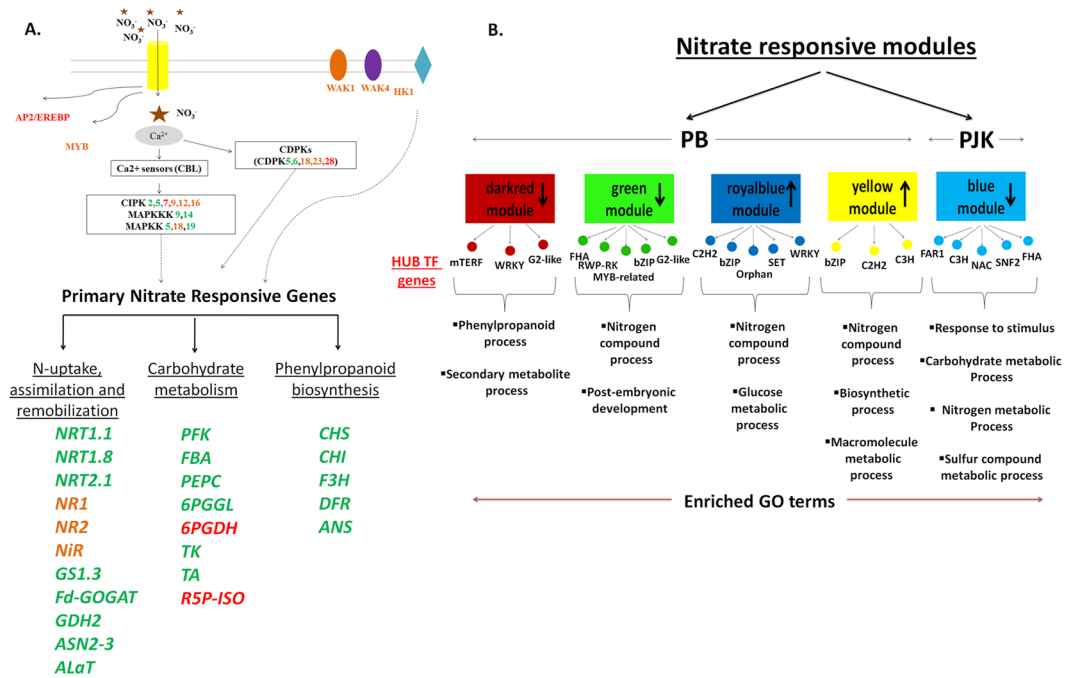 A.
NO₃⁻
NO₃⁻
NO₃⁻
NO₃⁻
WAK1
WAK4
HK1
AP2/EREBP
MYB
NO₃⁻
Ca²⁺
CDPKs
(CDPK5,6,18,23,28)
Ca2+ sensors (CBL)
CIPK 2,5,7,9,12,16
MAPKKK 9,14
MAPKK 5,18,19
Primary Nitrate Responsive Genes
N-uptake,
assimilation and
remobilization
NRT1.1
NRT1.8
NRT2.1
NR1
NR2
NiR
GS1.3
Fd-GOGAT
GDH2
ASN2-3
ALaT
Carbohydrate
metabolism
PFK
FBA
PEPC
6PGGL
6PGDH
TK
TA
R5P-ISO
Phenylpropanoid
biosynthesis
CHS
CHI
F3H
DFR
ANS
B.
Nitrate responsive modules
PB
PJK
darkred
module
green
module
royalblue
module
yellow
module
blue
module
HUB TF
genes
mTERF
WRKY
G2-like
FHA
RWP-RK
MYB-related
bZIP
G2-like
C2H2
bZIP
Orphan
SET
WRKY
bZIP
C2H2
C3H
FAR1
C3H
NAC
SNF2
FHA
▪Phenylpropanoid
process
▪Secondary metabolite
process
▪Nitrogen
compound
process
▪Post-embryonic
development
▪Nitrogen
compound
process
▪Glucose
metabolic
process
▪Nitrogen
compound
process
▪Biosynthetic
process
▪Macromolecule
metabolic
process
▪Response to stimulus
▪Carbohydrate metabolic
Process
▪Nitrogen metabolic
Process
▪Sulfur compound
metabolic process
Enriched GO terms